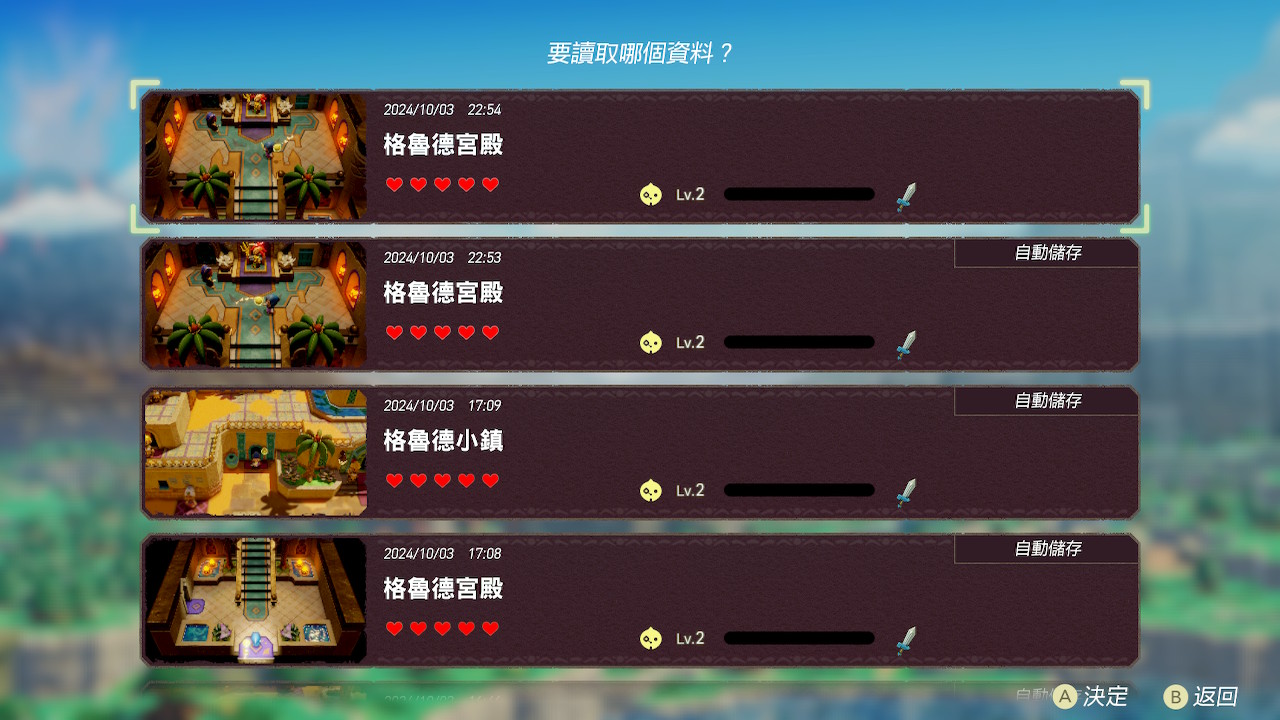 要讀取哪個資料？
2024/10/03 22:54
格魯德宮殿
Lv.2
2024/10/03 22:53
自動儲存
格魯德宮殿
Lv.2
2024/10/03 17:09
自動儲存
格魯德小鎮
Lv.2
2024/10/03 17:08
自動儲存
格魯德宮殿
Lv.2
A 決定
B 返回